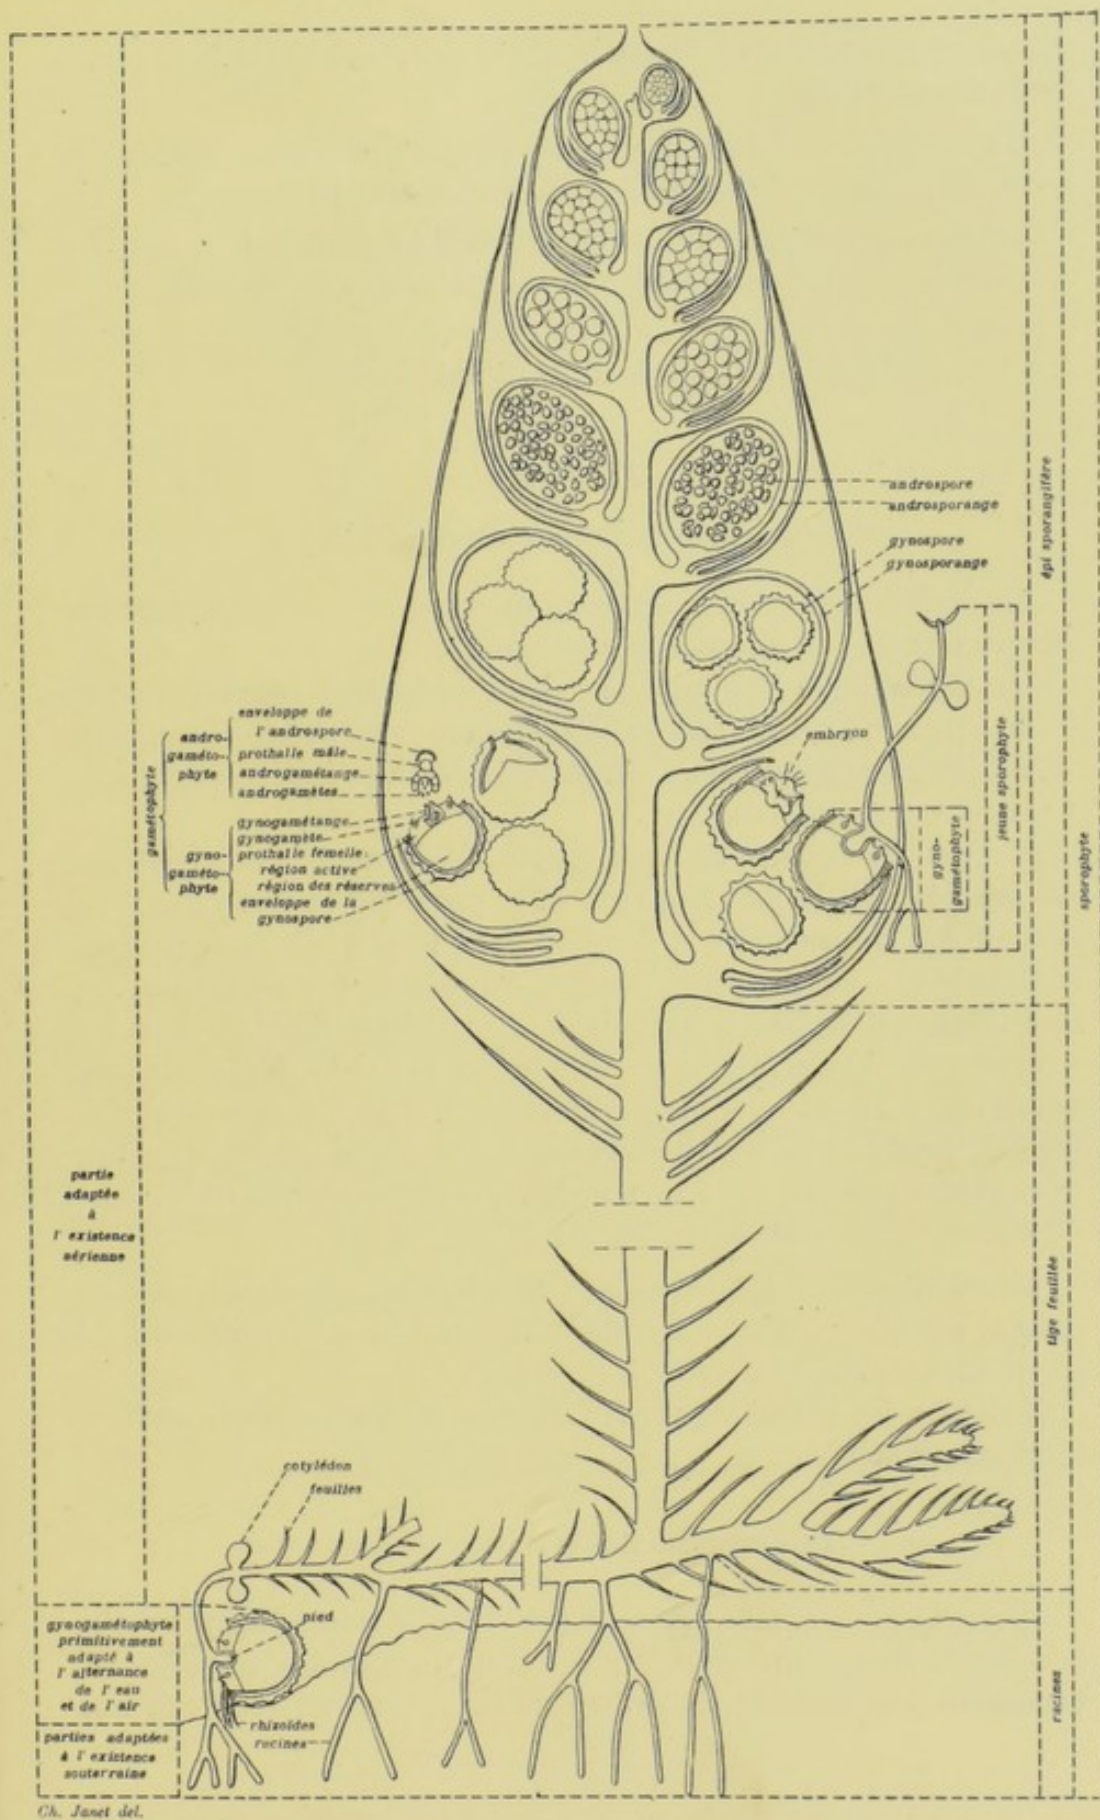 androspore
androsporange
gynospore
gynosporange
épi sporangifère
embryon
jeune sporophyte
gyno-
gamétophyte
sporophyte
enveloppe de
l'androspore
andro-
gaméto-
phyte
prothalle mâle
androgamétange
androgamètes
gamétophyte
gynogamétange
gynogamète
gyno-
gaméto-
phyte
prothalle femelle:
région active
région des réserves
enveloppe de la
gynospore
partie
adaptée
à
l'existence
aérienne
tige feuillée
cotylédon
feuilles
gynogamétophyte
primitivement
adapté à
l'alternance
de l'eau
et de l'air
pied
rhizoïdes
racines
racines
parties adaptées
à l'existence
souterraine
Ch. Janet del.